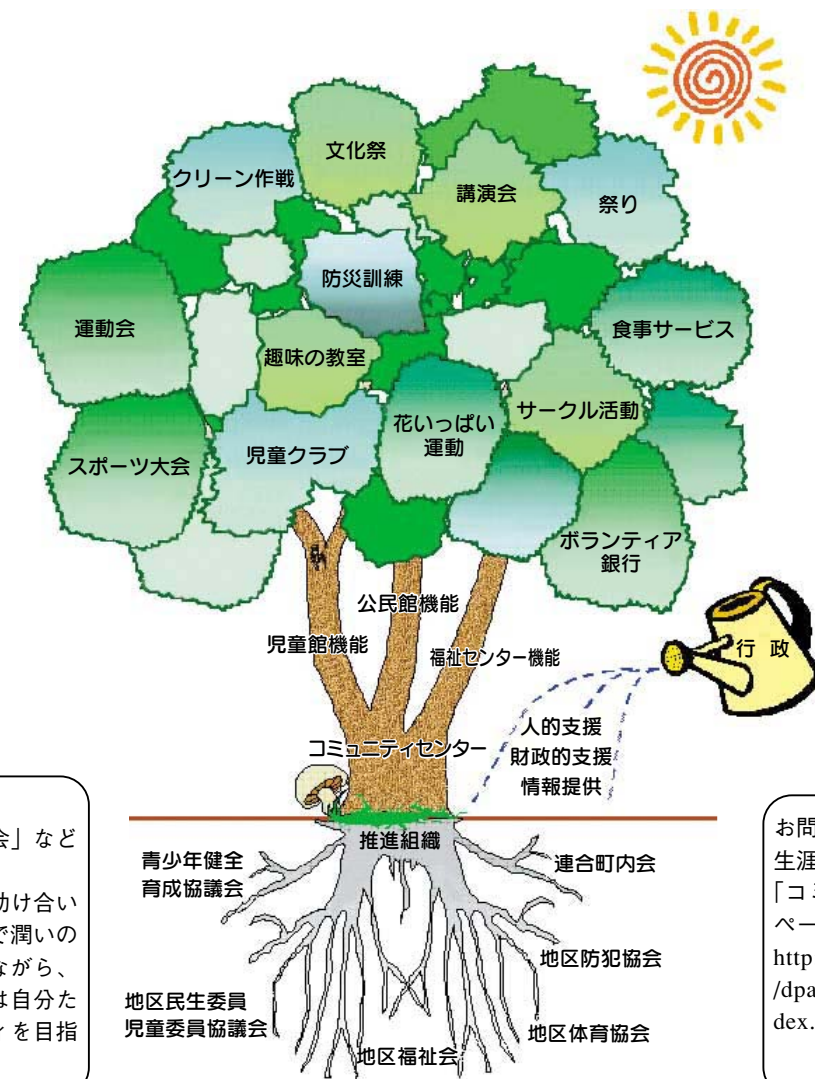 文化祭
クリーン作戦
講演会
祭り
防災訓練
運動会
食事サービス
趣味の教室
サークル活動
花いっぱい
運動
児童クラブ
スポーツ大会
ボランティア
銀行
公民館機能
児童館機能
福祉センター機能
行 政
人的支援
財政的支援
情報提供
コミュニティセンター
推進組織
青少年健全
育成協議会
連合町内会
地区防犯協会
地区民生委員
児童委員協議会
地区体育協会
地区福祉会
会」など
助け合い
で潤いの
ながら、
は自分た
ィを目指
お問
生涯
「コミ
ペー
http
/dpa
dex.